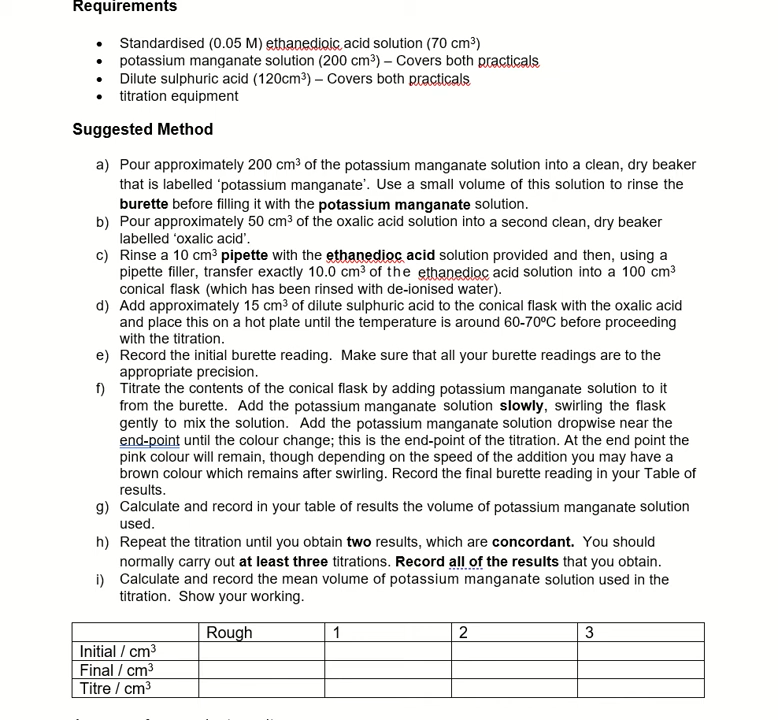 Requirements
• Standardised (0.05 M) ethanedioic acid solution (70 cm³)
• potassium manganate solution (200 cm³) – Covers both practicals
• Dilute sulphuric acid (120cm³) – Covers both practicals
• titration equipment
Suggested Method
a) Pour approximately 200 cm³ of the potassium manganate solution into a clean, dry beaker
that is labelled ‘potassium manganate’. Use a small volume of this solution to rinse the
burette before filling it with the potassium manganate solution.
b) Pour approximately 50 cm³ of the oxalic acid solution into a second clean, dry beaker
labelled ‘oxalic acid’.
c) Rinse a 10 cm³ pipette with the ethanedioc acid solution provided and then, using a
pipette filler, transfer exactly 10.0 cm³ of the ethanedioc acid solution into a 100 cm³
conical flask (which has been rinsed with de-ionised water).
d) Add approximately 15 cm³ of dilute sulphuric acid to the conical flask with the oxalic acid
and place this on a hot plate until the temperature is around 60-70ºC before proceeding
with the titration.
e) Record the initial burette reading. Make sure that all your burette readings are to the
appropriate precision.
f) Titrate the contents of the conical flask by adding potassium manganate solution to it
from the burette. Add the potassium manganate solution slowly, swirling the flask
gently to mix the solution. Add the potassium manganate solution dropwise near the
end-point until the colour change; this is the end-point of the titration. At the end point the
pink colour will remain, though depending on the speed of the addition you may have a
brown colour which remains after swirling. Record the final burette reading in your Table of
results.
g) Calculate and record in your table of results the volume of potassium manganate solution
used.
h) Repeat the titration until you obtain two results, which are concordant. You should
normally carry out at least three titrations. Record all of the results that you obtain.
i) Calculate and record the mean volume of potassium manganate solution used in the
titration. Show your working.
Rough 1 2 3
Initial / cm³
Final / cm³
Titre / cm³